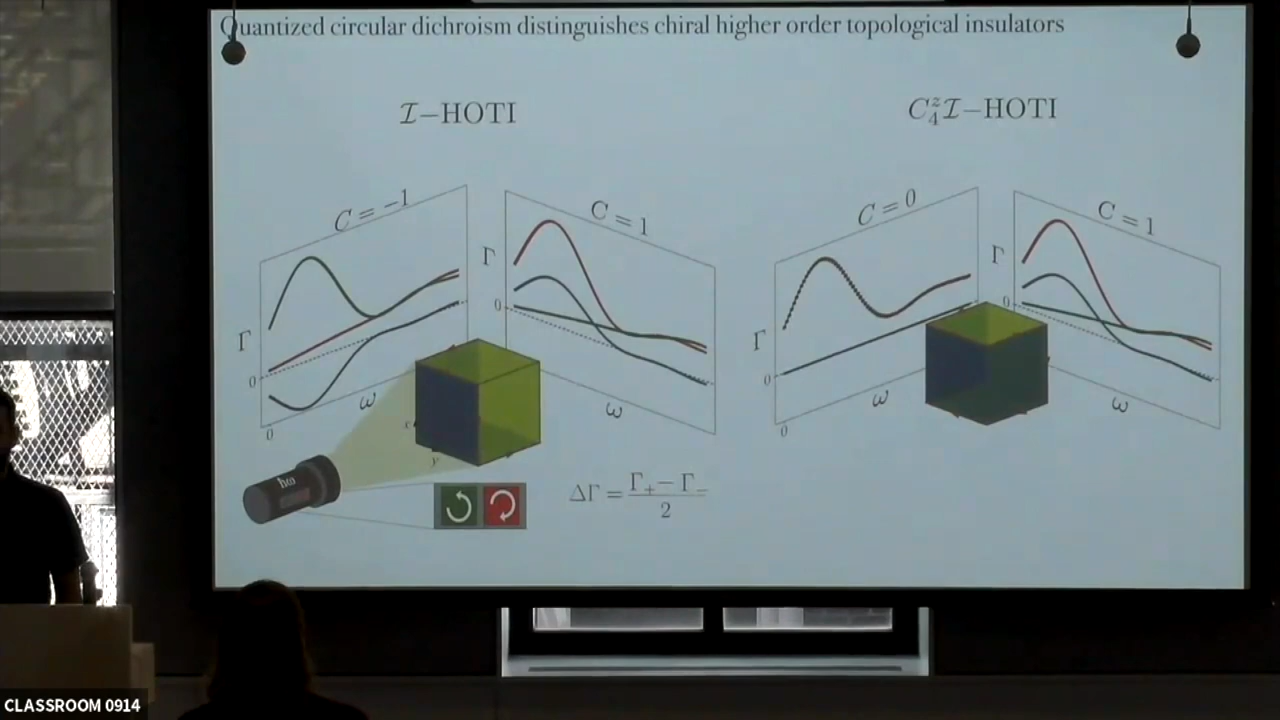 Quantized circular dichroism distinguishes chiral higher order topological insulators
I-HOTI
C₄ᶻI-HOTI
C = -1
C = 1
C = 0
C = 1
Γ
Γ
Γ
Γ
0
0
0
0
ω
ω
ω
ω
0
0
y
ħω
ΔΓ = (Γ₊ - Γ₋)/2
CLASSROOM 0914